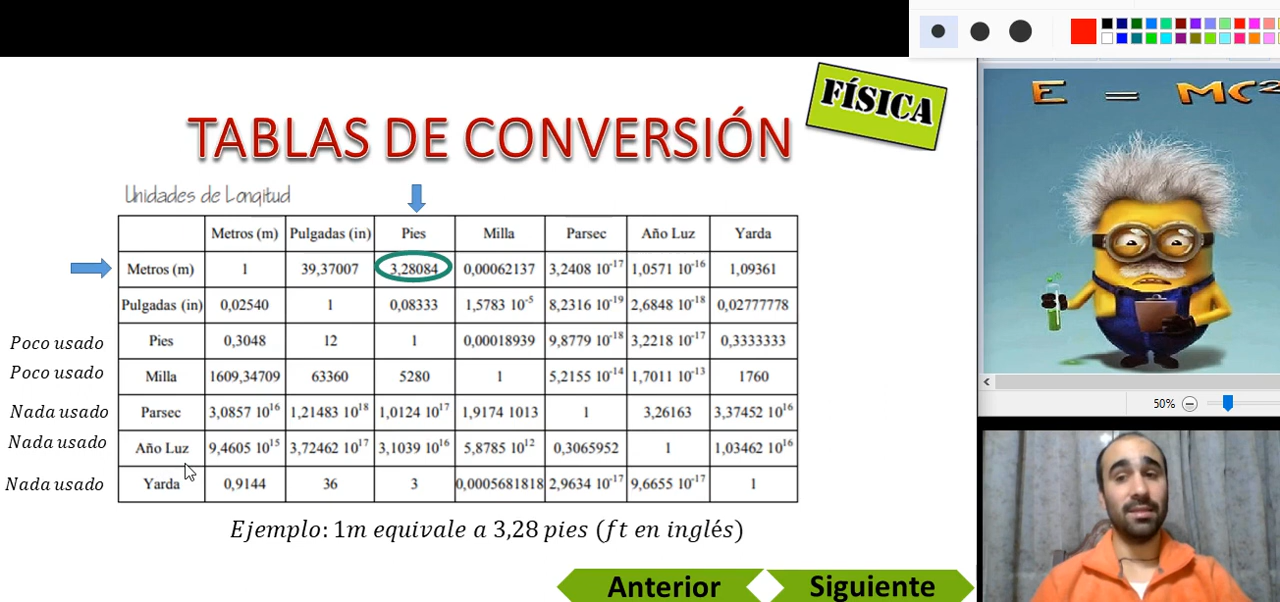 E = MC²
FÍSICA
TABLAS DE CONVERSIÓN
Unidades de Longitud
Metros (m) Pulgadas (in) Pies Milla Parsec Año Luz Yarda
Metros (m) 1 39,37007 3,28084 0,00062137 3,2408 10⁻¹⁷ 1,0571 10⁻¹⁶ 1,09361
Pulgadas (in) 0,02540 1 0,08333 1,5783 10⁻⁵ 8,2316 10⁻¹⁹ 2,6848 10⁻¹⁸ 0,02777778
Poco usado Pies 0,3048 12 1 0,00018939 9,8779 10⁻¹⁸ 3,2218 10⁻¹⁷ 0,3333333
Poco usado Milla 1609,34709 63360 5280 1 5,2155 10⁻¹⁴ 1,7011 10⁻¹³ 1760
Nada usado Parsec 3,0857 10¹⁶ 1,21483 10¹⁸ 1,0124 10¹⁷ 1,9174 1013 1 3,26163 3,37452 10¹⁶
Nada usado Año Luz 9,4605 10¹⁵ 3,72462 10¹⁷ 3,1039 10¹⁶ 5,8785 10¹² 0,3065952 1 1,03462 10¹⁶
Nada usado Yarda 0,9144 36 3 0,0005681818 2,9634 10⁻¹⁷ 9,6655 10⁻¹⁷ 1
50%
Ejemplo: 1m equivale a 3,28 pies (ft en inglés)
Anterior Siguiente